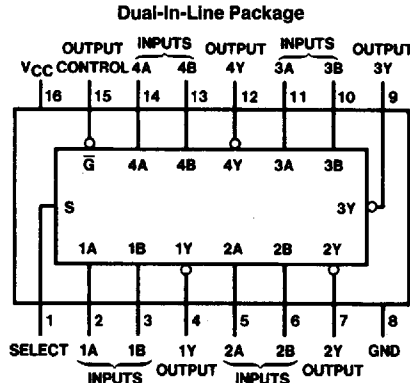 Dual-In-Line Package
OUTPUT INPUTS OUTPUT INPUTS OUTPUT
VCC CONTROL 4A 4B 4Y 3A 3B 3Y
16 15 14 13 12 11 10 9
G̅ 4A 4B 4Y 3A 3B
S 3Y
1A 1B 1Y 2A 2B 2Y
1 2 3 4 5 6 7 8
SELECT 1A 1B 1Y 2A 2B 2Y GND
INPUTS OUTPUT INPUTS OUTPUT